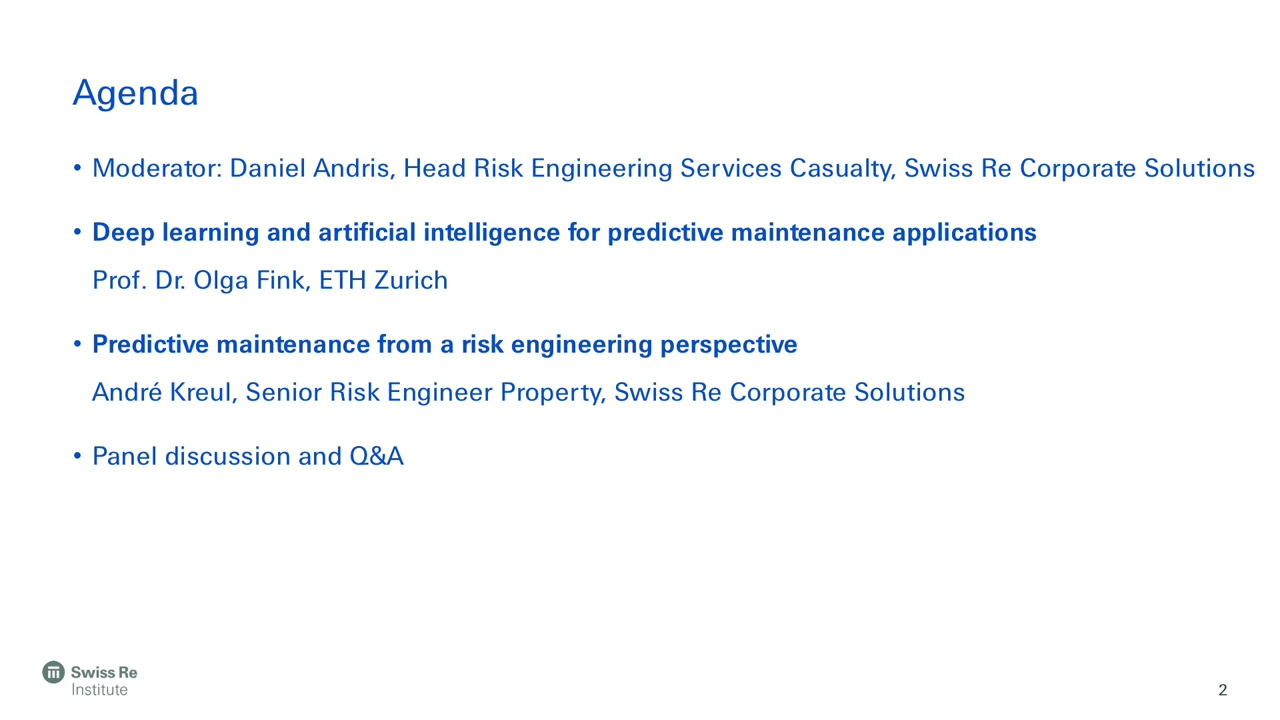 Agenda
• Moderator: Daniel Andris, Head Risk Engineering Services Casualty, Swiss Re Corporate Solutions
• Deep learning and artificial intelligence for predictive maintenance applications
Prof. Dr. Olga Fink, ETH Zurich
• Predictive maintenance from a risk engineering perspective
André Kreul, Senior Risk Engineer Property, Swiss Re Corporate Solutions
• Panel discussion and Q&A
Swiss Re
Institute
2